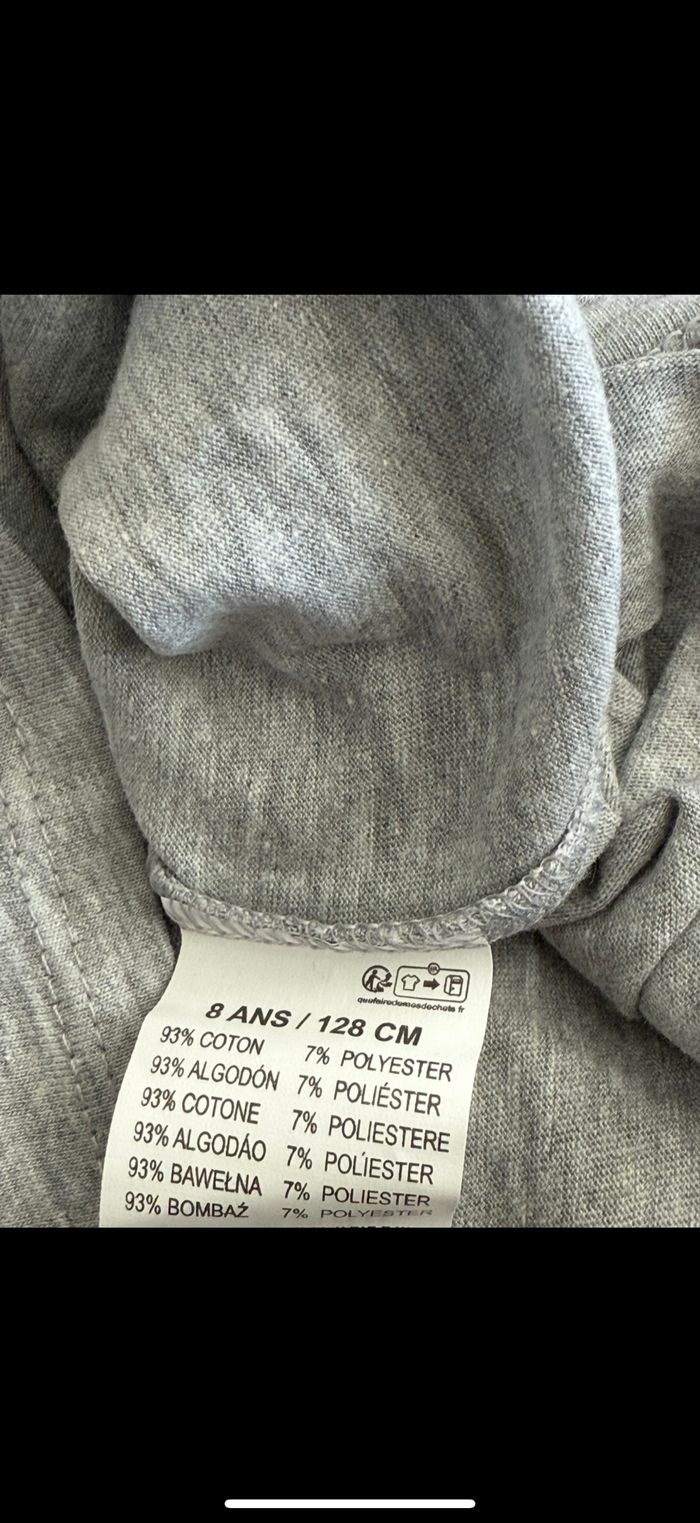 quefairedemesdechets.fr
8 ANS / 128 CM
93% COTON 7% POLYESTER
93% ALGODÓN 7% POLIÉSTER
93% COTONE 7% POLIESTERE
93% ALGODÁO 7% POLÍESTER
93% BAWEŁNA 7% POLIESTER
93% BOMBAŽ 7% POLYESTER